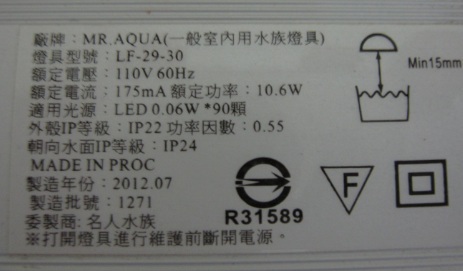 廠牌：MR.AQUA(一般室內用水族燈具)
燈具型號：LF-29-30
額定電壓：110V 60Hz
額定電流：175mA 額定功率：10.6W
適用光源：LED 0.06W *90顆
外殼IP等級：IP22 功率因數：0.55
朝向水面IP等級：IP24
MADE IN PROC
製造年份：2012.07
製造批號：1271
委製商：名人水族
※打開燈具進行維護前斷開電源。
Min15mm
R31589
F